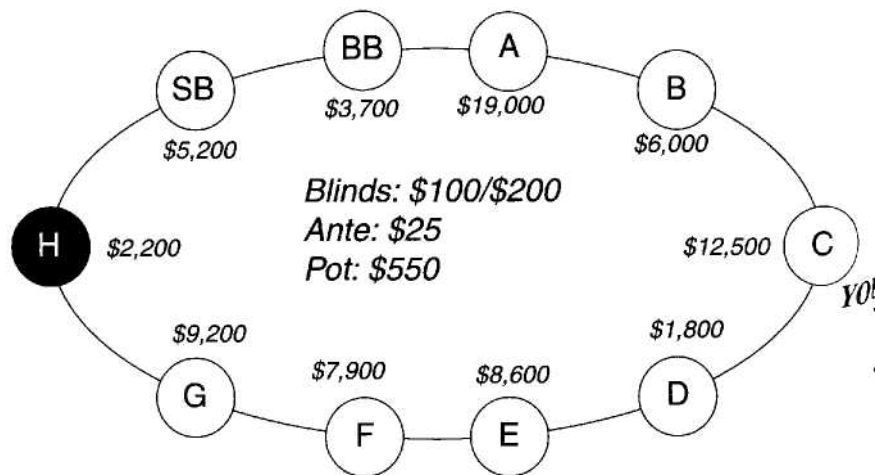 BB
A
SB
B
$3,700
$19,000
$5,200
$6,000
Blinds: $100/$200
Ante: $25
Pot: $550
H
$2,200
$12,500
C
$9,200
$1,800
$7,900
$8,600
G
D
F
E